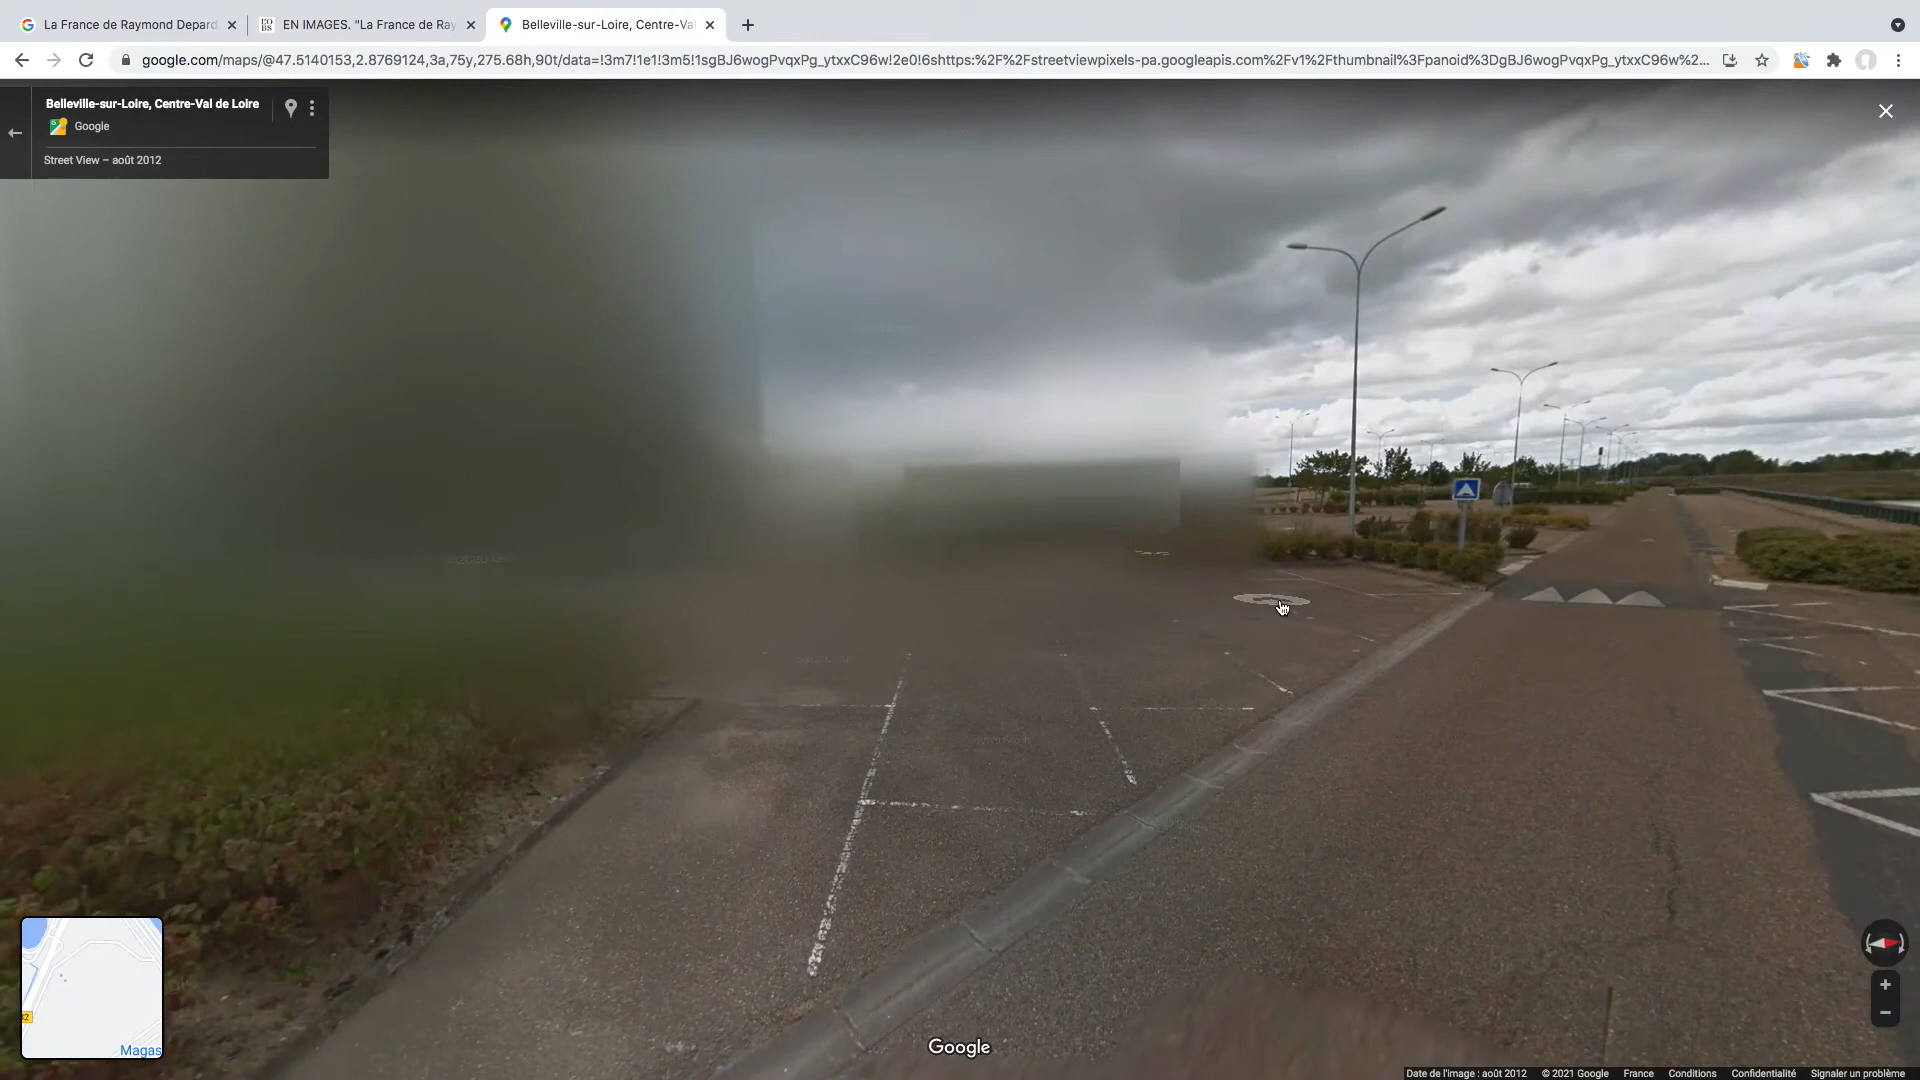 La France de Raymond Depard
EN IMAGES. "La France de Ray
Belleville-sur-Loire, Centre-Val
google.com/maps/@47.5140153,2.8769124,3a,75y,275.68h,90t/data=!3m7!1e1!3m5!1sgBJ6wogPvqxPg_ytxxC96w!2e0!6shttps:%2F%2Fstreetviewpixels-pa.googleapis.com%2Fv1%2Fthumbnail%3Fpanoid%3DgBJ6wogPvqxPg_ytxxC96w%2...
Belleville-sur-Loire, Centre-Val de Loire
Google
Street View – août 2012
Magas
Google
Date de l'image : août 2012 © 2021 Google France Conditions Confidentialité Signaler un problème